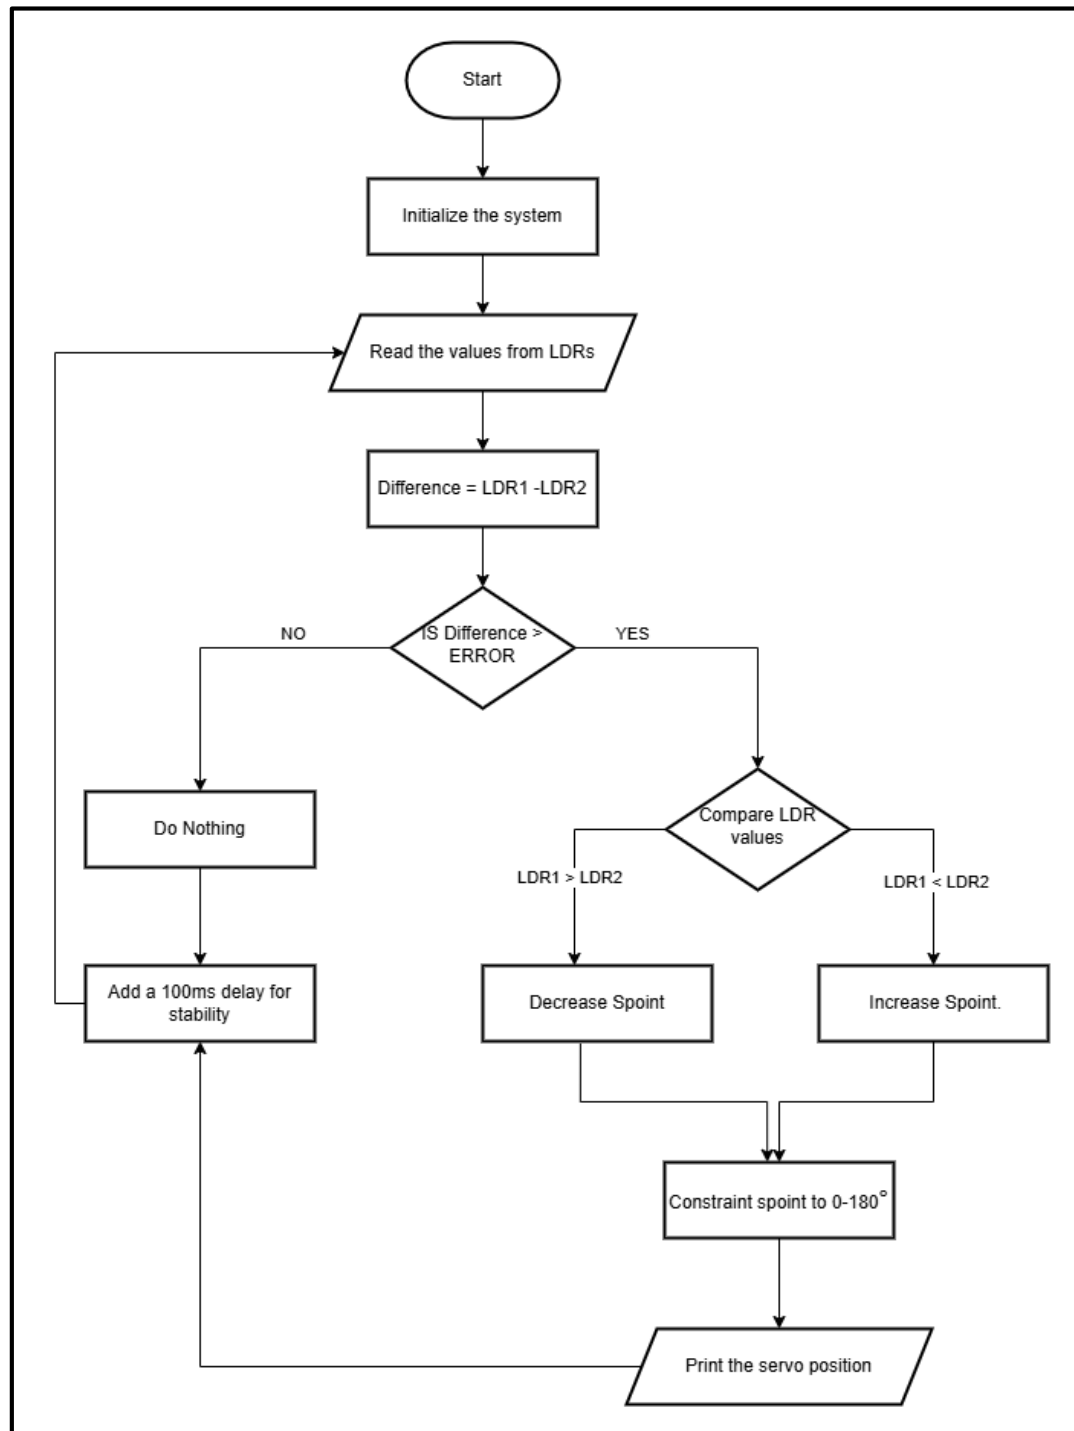 Start
Initialize the system
Read the values from LDRs
Difference = LDR1 -LDR2
IS Difference >
ERROR
NO
YES
Do Nothing
Compare LDR
values
LDR1 > LDR2
LDR1 < LDR2
Add a 100ms delay for
stability
Decrease Spoint
Increase Spoint.
Constraint spoint to 0-180°
Print the servo position